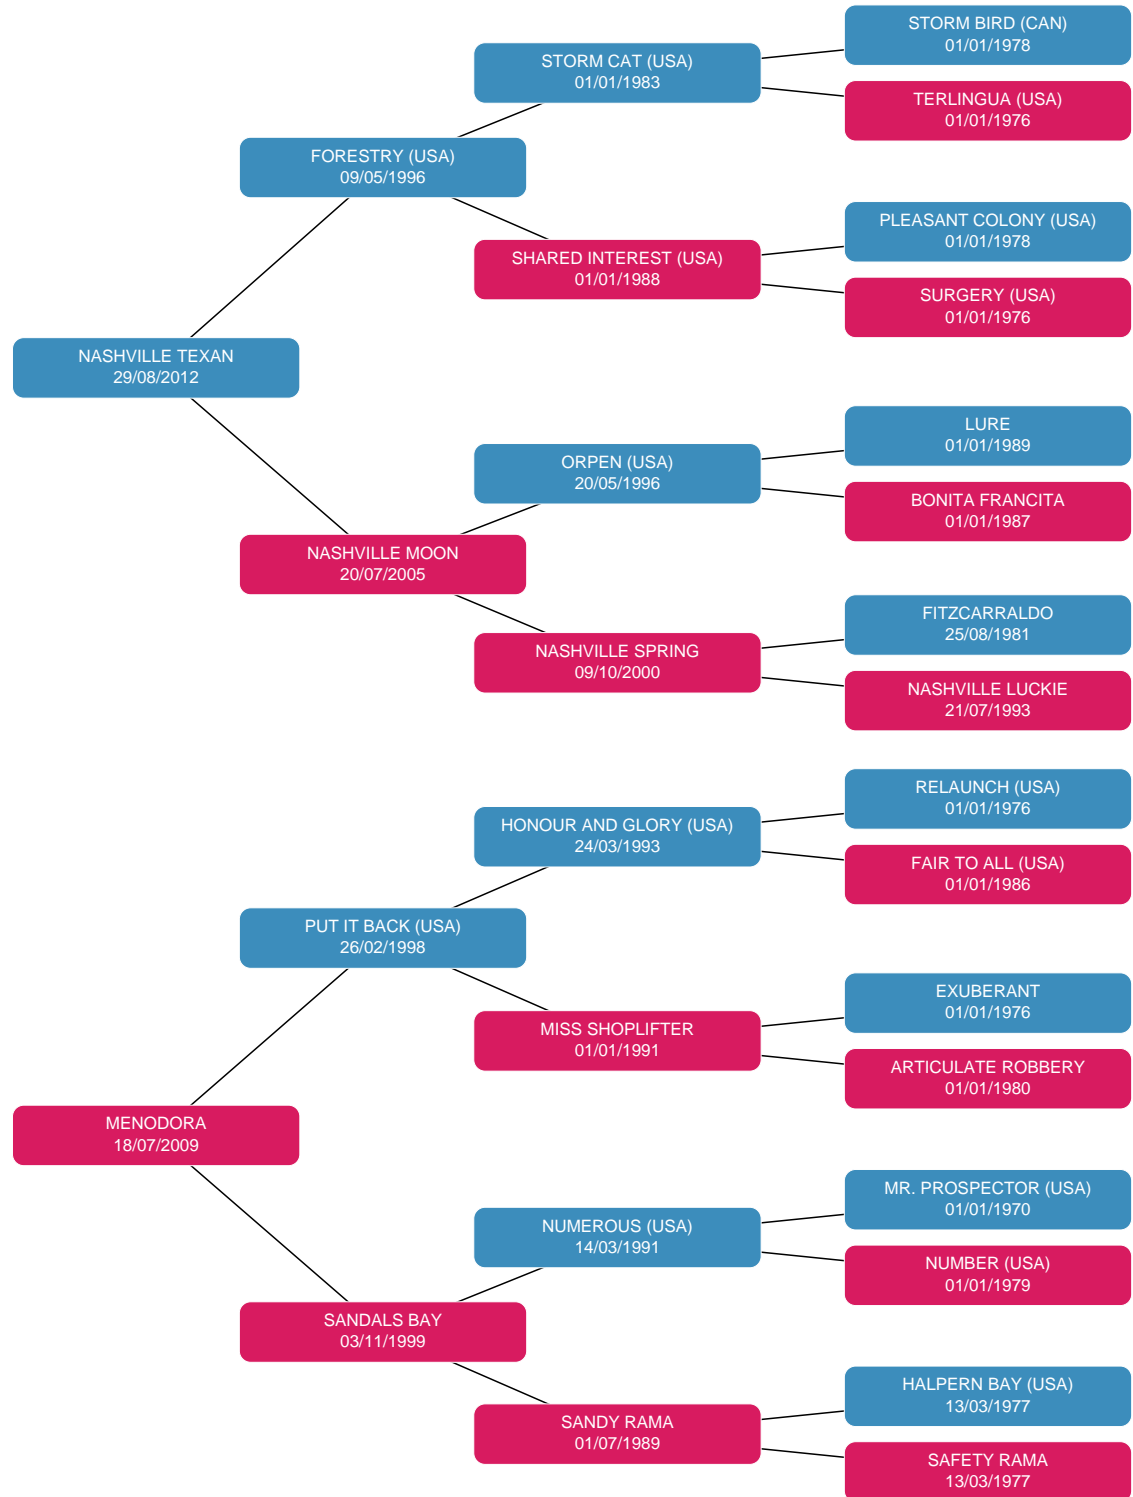 STORM BIRD (CAN)
01/01/1978
STORM CAT (USA)
01/01/1983
TERLINGUA (USA)
01/01/1976
FORESTRY (USA)
09/05/1996
PLEASANT COLONY (USA)
01/01/1978
SHARED INTEREST (USA)
01/01/1988
SURGERY (USA)
01/01/1976
NASHVILLE TEXAN
29/08/2012
LURE
01/01/1989
ORPEN (USA)
20/05/1996
BONITA FRANCITA
01/01/1987
NASHVILLE MOON
20/07/2005
FITZCARRALDO
25/08/1981
NASHVILLE SPRING
09/10/2000
NASHVILLE LUCKIE
21/07/1993
RELAUNCH (USA)
01/01/1976
HONOUR AND GLORY (USA)
24/03/1993
FAIR TO ALL (USA)
01/01/1986
PUT IT BACK (USA)
26/02/1998
EXUBERANT
01/01/1976
MISS SHOPLIFTER
01/01/1991
ARTICULATE ROBBERY
01/01/1980
MENODORA
18/07/2009
MR. PROSPECTOR (USA)
01/01/1970
NUMEROUS (USA)
14/03/1991
NUMBER (USA)
01/01/1979
SANDALS BAY
03/11/1999
HALPERN BAY (USA)
13/03/1977
SANDY RAMA
01/07/1989
SAFETY RAMA
13/03/1977